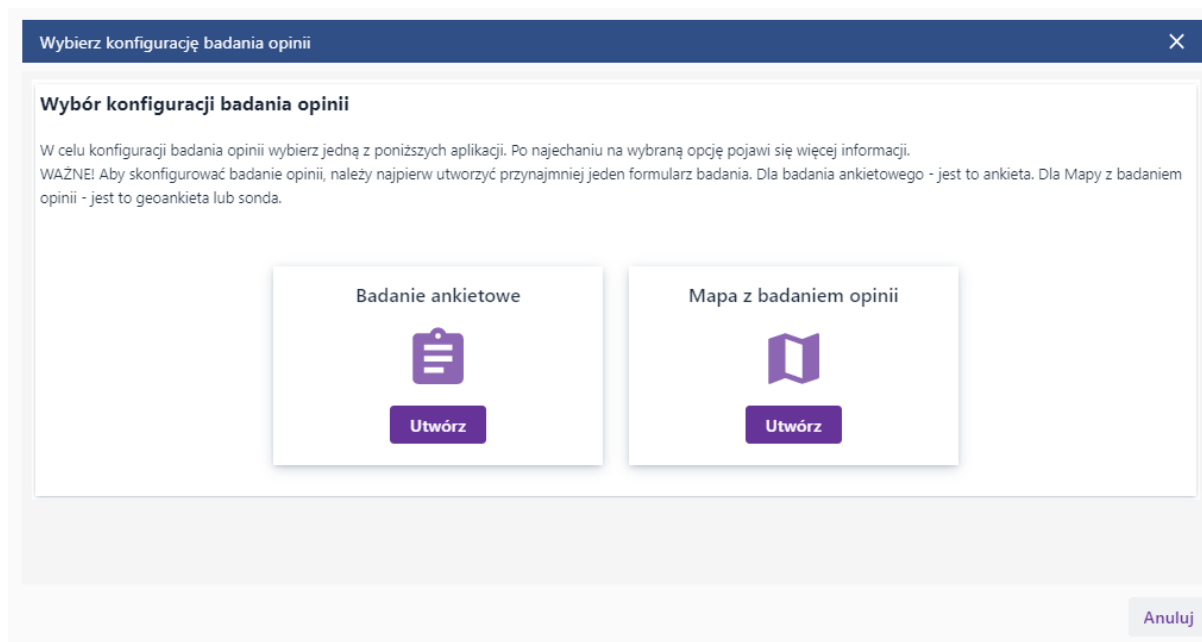 Wybierz konfigurację badania opinii
Wybór konfiguracji badania opinii
W celu konfiguracji badania opinii wybierz jedną z poniższych aplikacji. Po najechaniu na wybraną opcję pojawi się więcej informacji.
WAŻNE! Aby skonfigurować badanie opinii, należy najpierw utworzyć przynajmniej jeden formularz badania. Dla badania ankietowego - jest to ankieta. Dla Mapy z badaniem
opinii - jest to geoankieta lub sonda.
Badanie ankietowe
Mapa z badaniem opinii
Utwórz
Utwórz
Anuluj